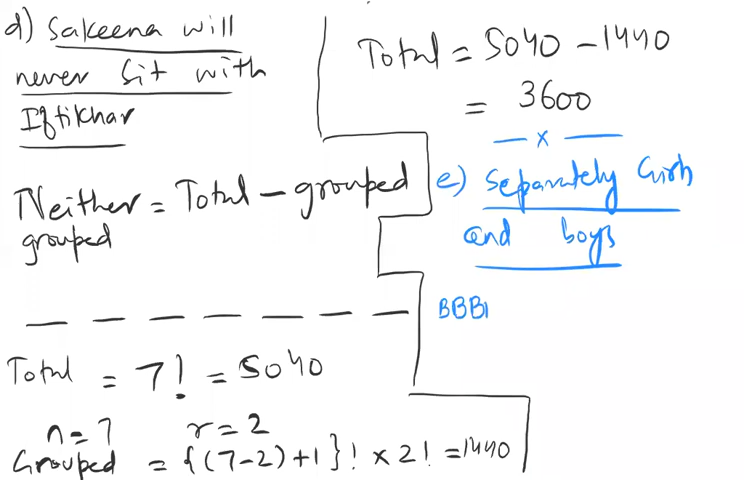 d) Sakeena will
never sit with
Iftikhar
Neither = Total - grouped
grouped
Total = 7! = 5040
n=7 r=2
Grouped = {(7-2)+1}! × 2! = 1440
Total = 5040 - 1440
= 3600
— x —
e) Separately Girls
and boys
BBB